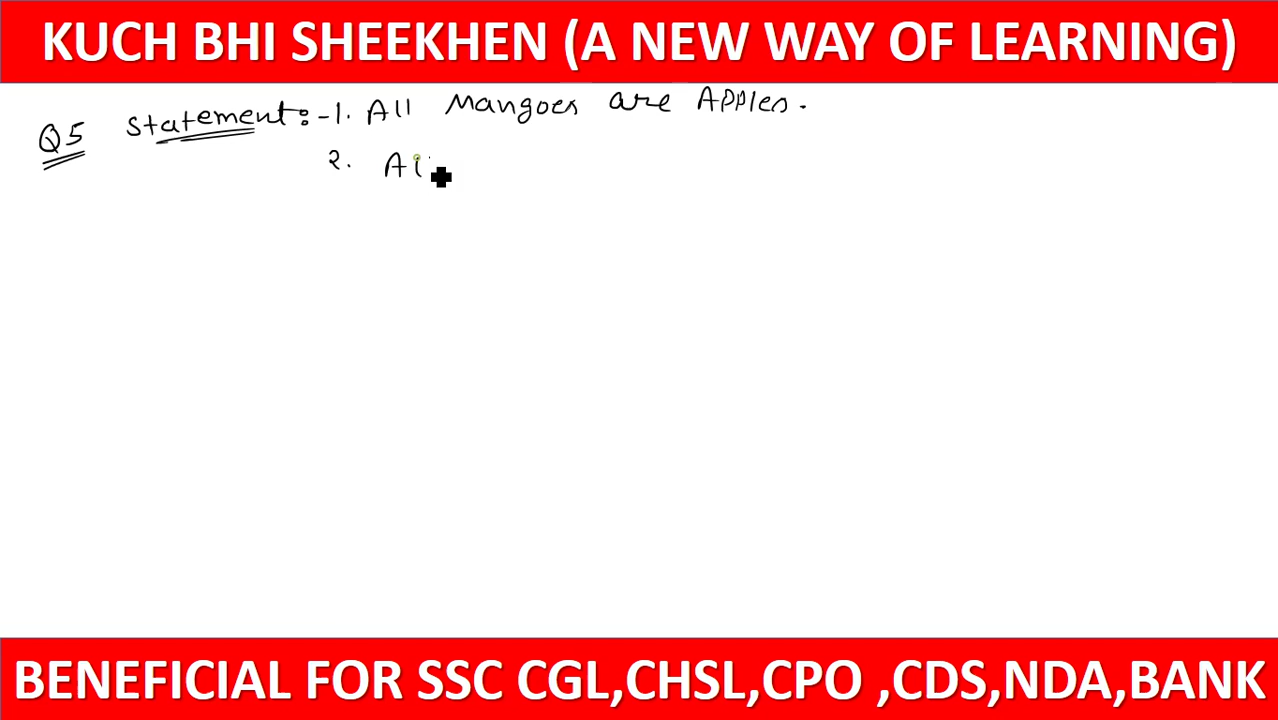 KUCH BHI SHEEKHEN (A NEW WAY OF LEARNING)
Q5 Statement:-1. All Mangoes are Apples.
2. Al
BENEFICIAL FOR SSC CGL,CHSL,CPO ,CDS,NDA,BANK